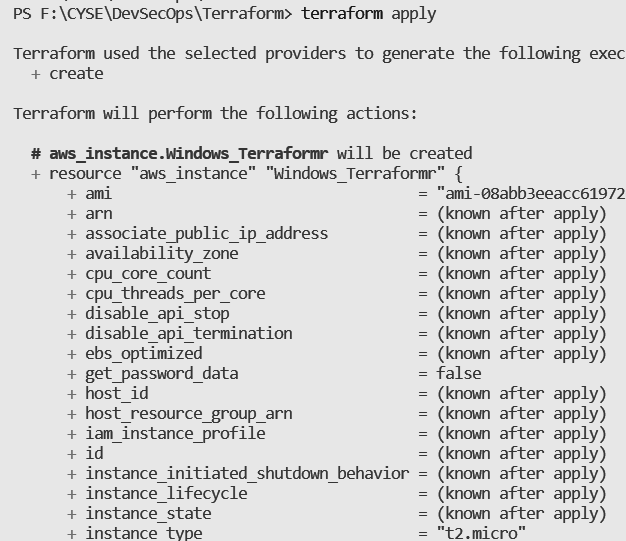 PS F:\CYSE\DevSecOps\Terraform> terraform apply
Terraform used the selected providers to generate the following exec
+ create
Terraform will perform the following actions:
# aws_instance.Windows_Terraformr will be created
+ resource "aws_instance" "Windows_Terraformr" {
+ ami = "ami-08abb3eeacc61972
+ arn = (known after apply)
+ associate_public_ip_address = (known after apply)
+ availability_zone = (known after apply)
+ cpu_core_count = (known after apply)
+ cpu_threads_per_core = (known after apply)
+ disable_api_stop = (known after apply)
+ disable_api_termination = (known after apply)
+ ebs_optimized = (known after apply)
+ get_password_data = false
+ host_id = (known after apply)
+ host_resource_group_arn = (known after apply)
+ iam_instance_profile = (known after apply)
+ id = (known after apply)
+ instance_initiated_shutdown_behavior = (known after apply)
+ instance_lifecycle = (known after apply)
+ instance_state = (known after apply)
+ instance_type = "t2.micro"